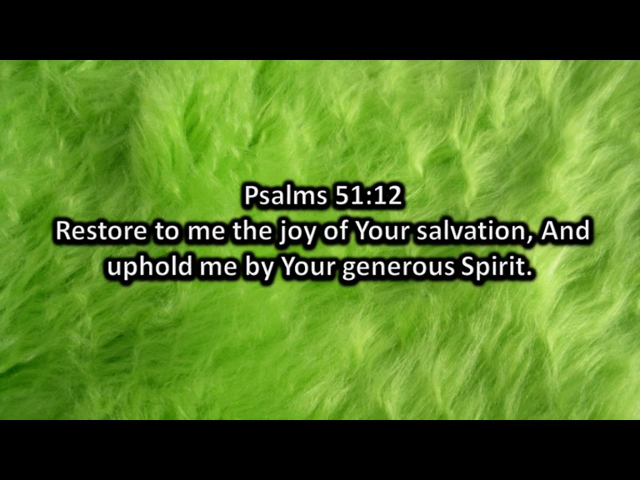 Psalms 51:12
Restore to me the joy of Your salvation, And
uphold me by Your generous Spirit.